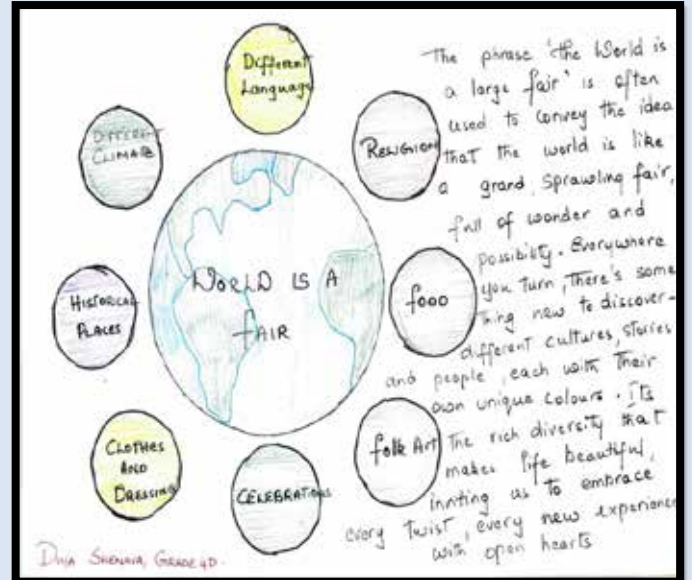 Different
Language
DIFFERENT
CLIMATE
RELIGION
HISTORICAL
PLACES
WORLD IS A
FAIR
food
CLOTHES
AND
DRESSING
CELEBRATIONS
folk Art
The phrase 'the World is
a large fair' is often
used to convey the idea
that the world is like
a grand, sprawling fair,
full of wonder and
possibility. Everywhere
you turn, there's some
thing new to discover-
different cultures, stories
and people, each with their
own unique colours. Its
The rich diversity that
makes life beautiful,
inviting us to embrace
every twist, every new experience
with open hearts
SHENAVA, GRADE 4D.